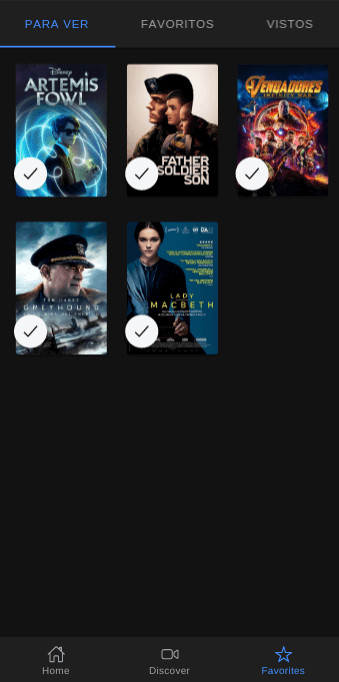 PARA VER FAVORITOS VISTOS
Disney
ARTEMIS
FOWL
FATHER
SOLDIER
SON
VENGADORES
INFINITY WAR
TOM HANKS
GREYHOUND
LADY
MACBETH
Home Discover Favorites